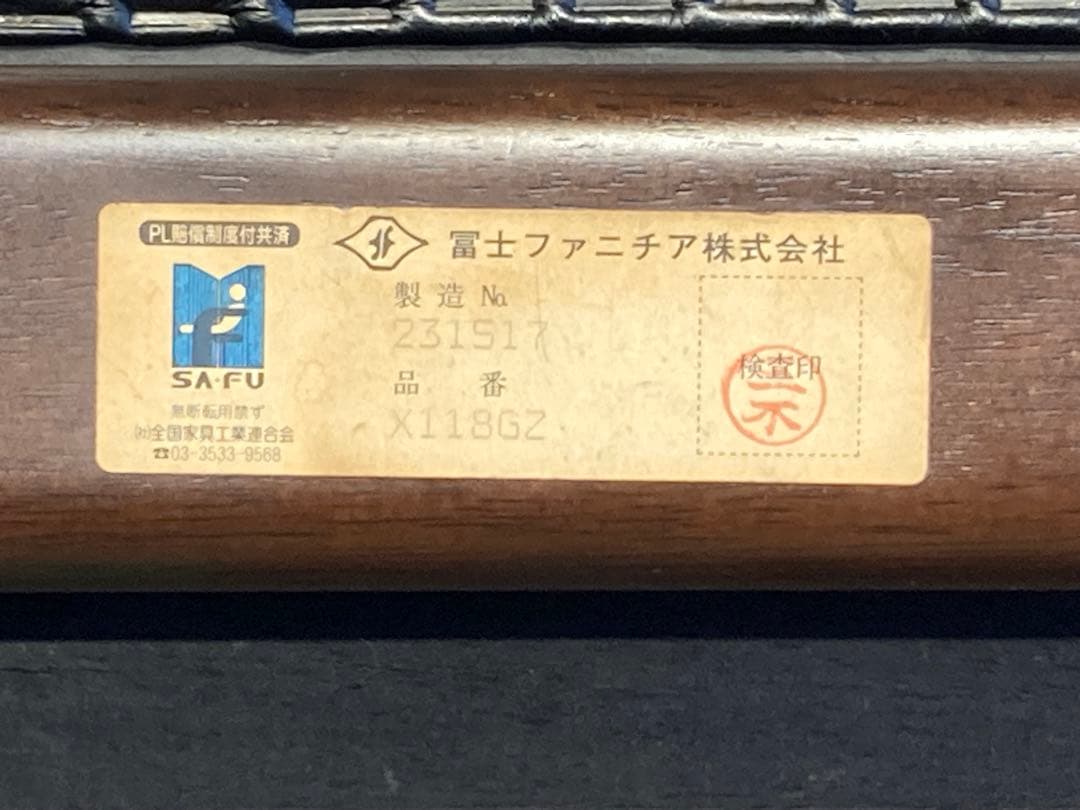 PL賠償制度付共済
SA・FU
無断転用禁ず
㈳全国家具工業連合会
☎03-3533-9568
冨士ファニチア株式会社
製造 №
231S17
品番
X118GZ
検査印